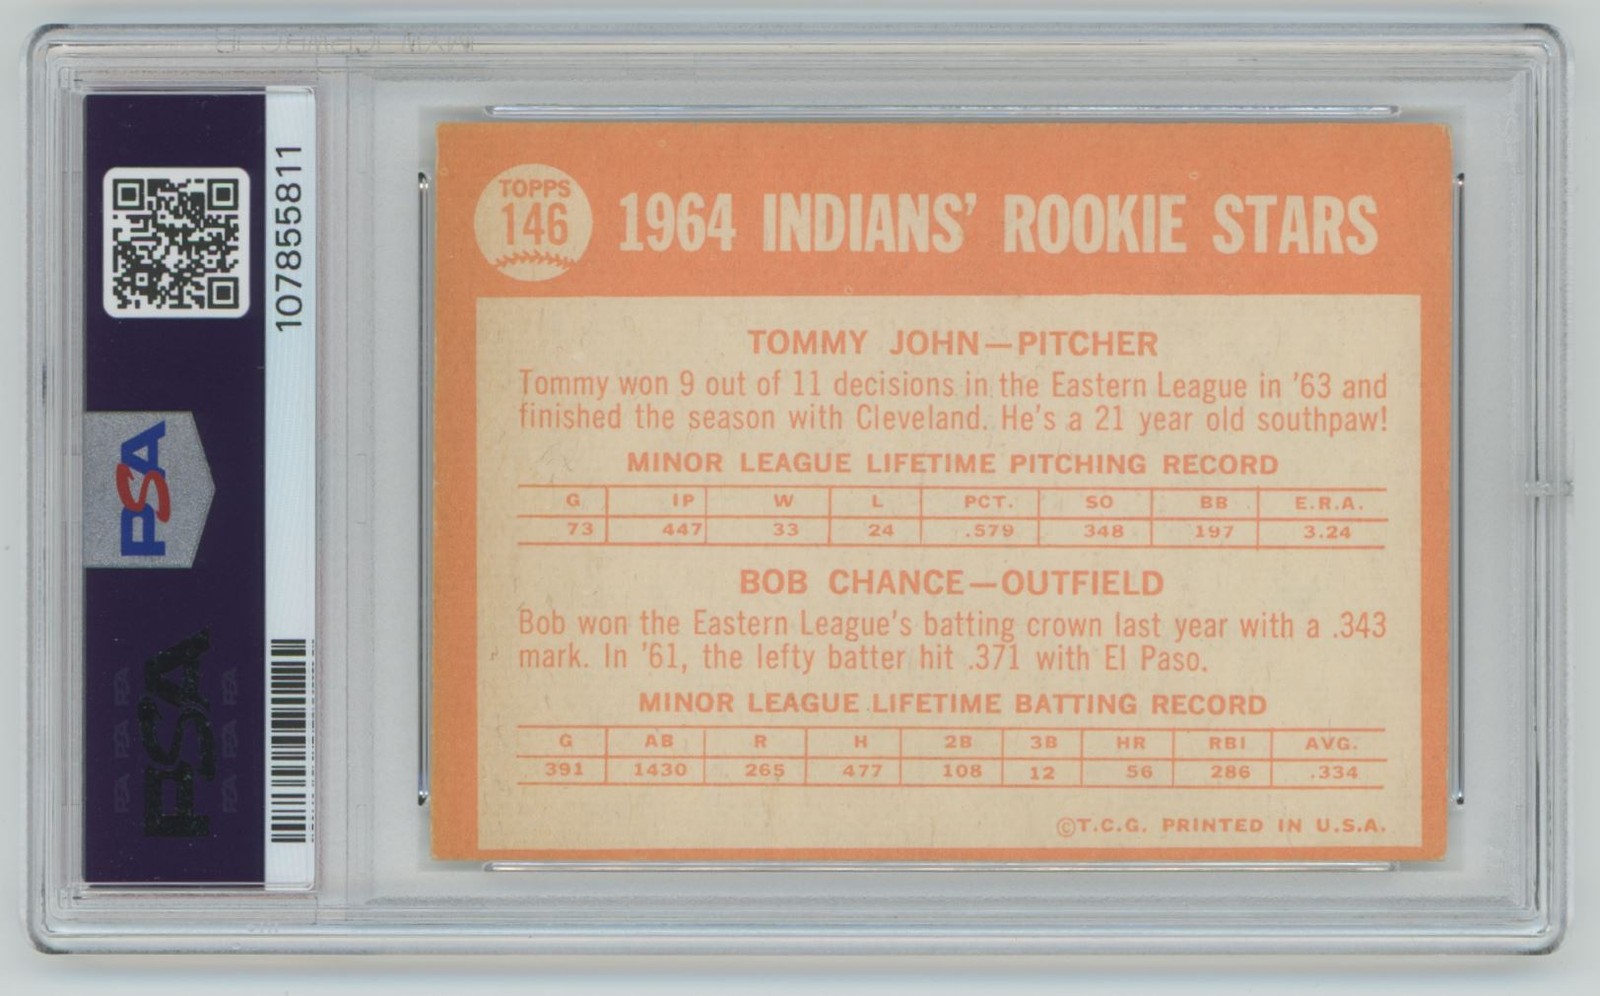 107855811
PSA
PSA
TOPPS
146
1964 INDIANS' ROOKIE STARS
TOMMY JOHN—PITCHER
Tommy won 9 out of 11 decisions in the Eastern League in '63 and
finished the season with Cleveland. He's a 21 year old southpaw!
MINOR LEAGUE LIFETIME PITCHING RECORD
G IP W L PCT. SO BB E.R.A.
73 447 33 24 .579 348 197 3.24
BOB CHANCE—OUTFIELD
Bob won the Eastern League's batting crown last year with a .343
mark. In '61, the lefty batter hit .371 with El Paso.
MINOR LEAGUE LIFETIME BATTING RECORD
G AB R H 2B 3B HR RBI AVG.
391 1430 265 477 108 12 56 286 .334
©T.C.G. PRINTED IN U.S.A.